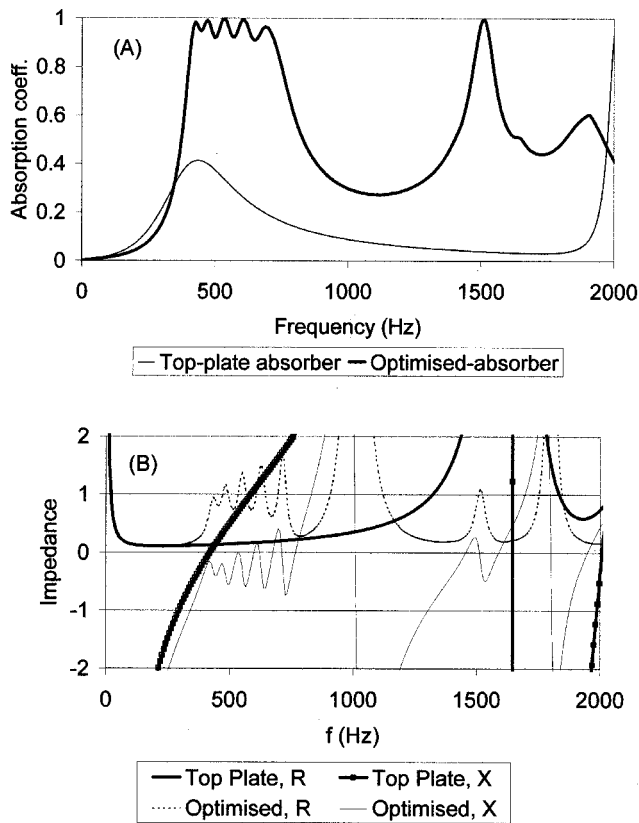 (A)
Absorption coeff.
1
0.8
0.6
0.4
0.2
0
0 500 1000 1500 2000
Frequency (Hz)
Top-plate absorber Optimised-absorber
(B)
Impedance
2
1
0
-1
-2
0 500 1000 1500 2000
f (Hz)
Top Plate, R Top Plate, X
Optimised, R Optimised, X